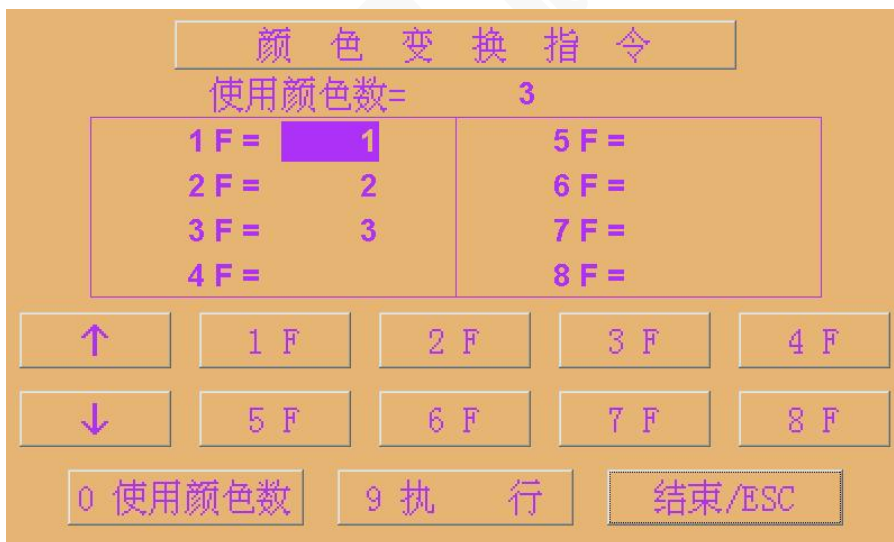 颜色变换指令
使用颜色数= 3
1 F = 1 5 F =
2 F = 2 6 F =
3 F = 3 7 F =
4 F = 8 F =
↑ 1 F 2 F 3 F 4 F
↓ 5 F 6 F 7 F 8 F
0 使用颜色数 9 执 行 结束/ESC